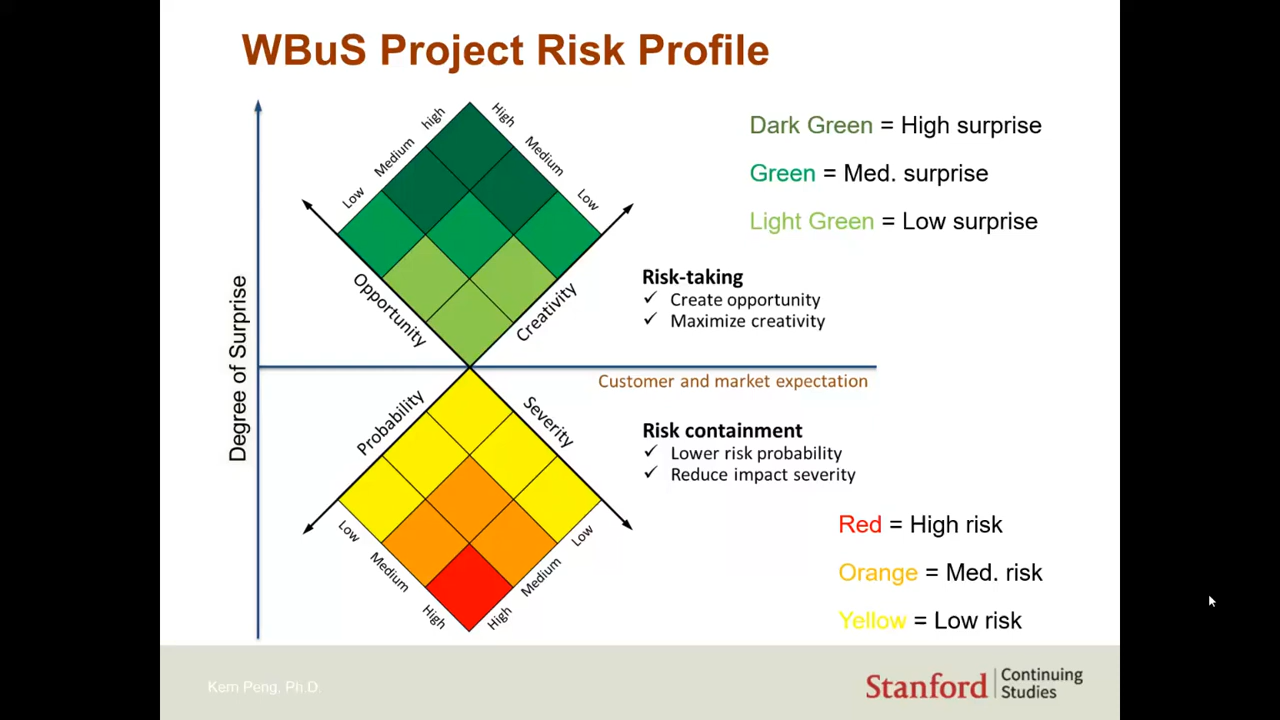 WBuS Project Risk Profile
Degree of Surprise
Low
Medium
high
High
Medium
Low
Opportunity
Creativity
Dark Green = High surprise
Green = Med. surprise
Light Green = Low surprise
Risk-taking
✓ Create opportunity
✓ Maximize creativity
Customer and market expectation
Probability
Severity
Risk containment
✓ Lower risk probability
✓ Reduce impact severity
Low
Medium
High
High
Medium
Low
Red = High risk
Orange = Med. risk
Yellow = Low risk
Kem Peng, Ph.D.
Stanford
Continuing
Studies